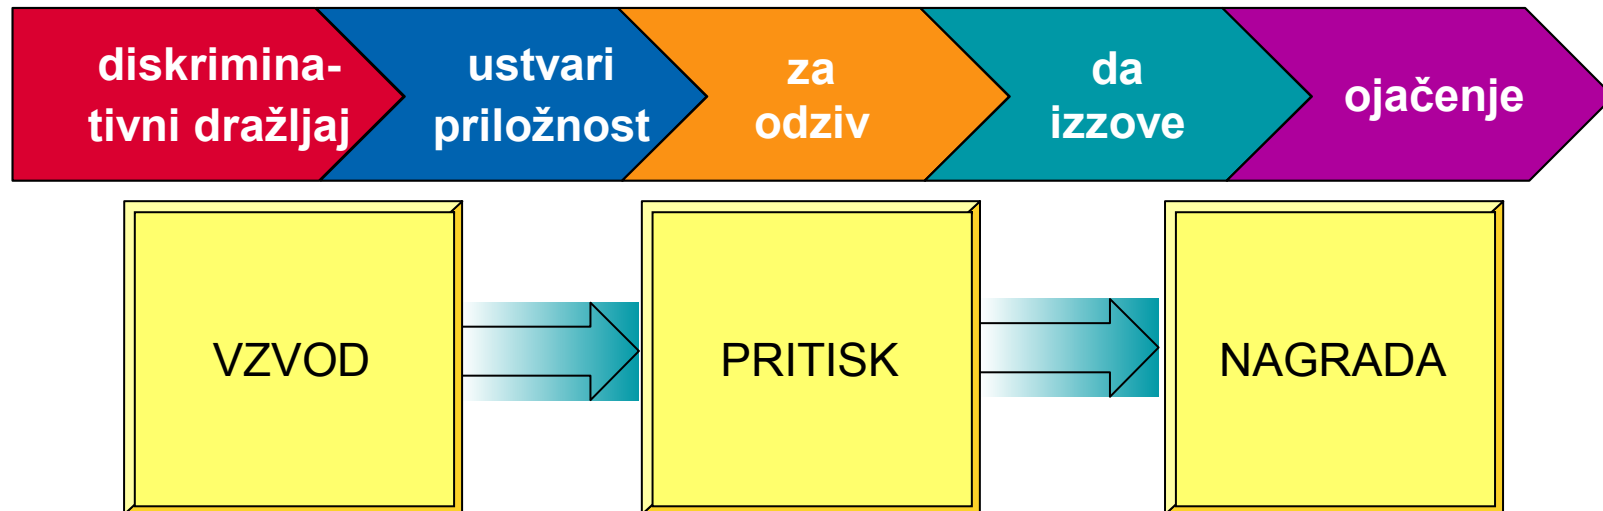 diskrimina-
tivni dražljaj
ustvari
priložnost
za
odziv
da
izzove
ojačenje
VZVOD
PRITISK
NAGRADA